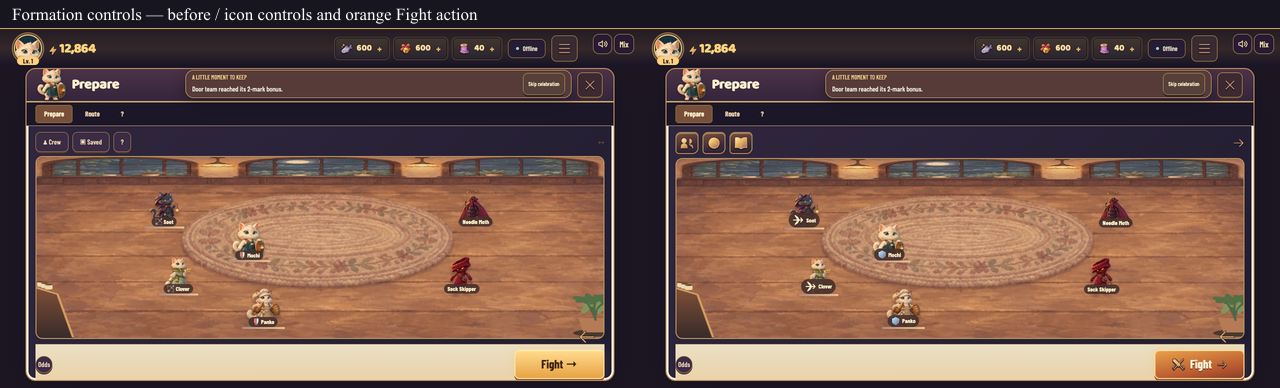 Formation controls — before / icon controls and orange Fight action
Lv. 1
12,864
600 +
600 +
40 +
Offline
Mix
Prepare
A LITTLE MOMENT TO KEEP
Door team reached its 2-mark bonus.
Skip celebration
Prepare Route ?
Crew Saved ?
Soot
Needle Moth
Mochi
Clover
Sock Skipper
Panko
Odds
Fight →
Lv. 1
12,864
600 +
600 +
40 +
Offline
Mix
Prepare
A LITTLE MOMENT TO KEEP
Door team reached its 2-mark bonus.
Skip celebration
Prepare Route ?
Soot
Needle Moth
Mochi
Clover
Sock Skipper
Panko
Odds
Fight →